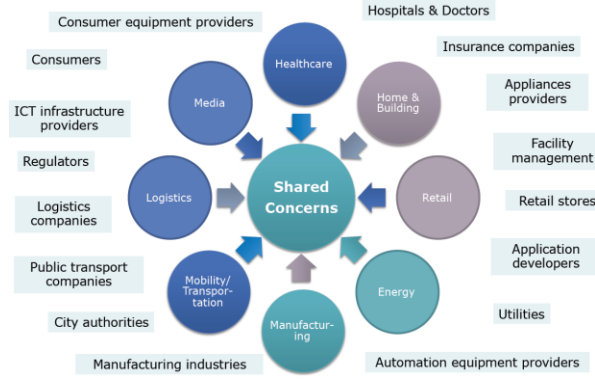 Hospitals & Doctors
Consumer equipment providers
Insurance companies
Consumers
Healthcare
Appliances
providers
Media
Home &
Building
ICT infrastructure
providers
Facility
management
Regulators
Shared
Concerns
Logistics
Retail
Retail stores
Logistics
companies
Application
developers
Public transport
companies
Mobility/
Transpor-
tation
Energy
Utilities
City authorities
Manufactur-
ing
Manufacturing industries
Automation equipment providers